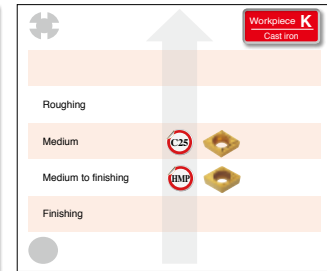 Workpiece K
Cast iron
Roughing
Medium C25
Medium to finishing HMP
Finishing